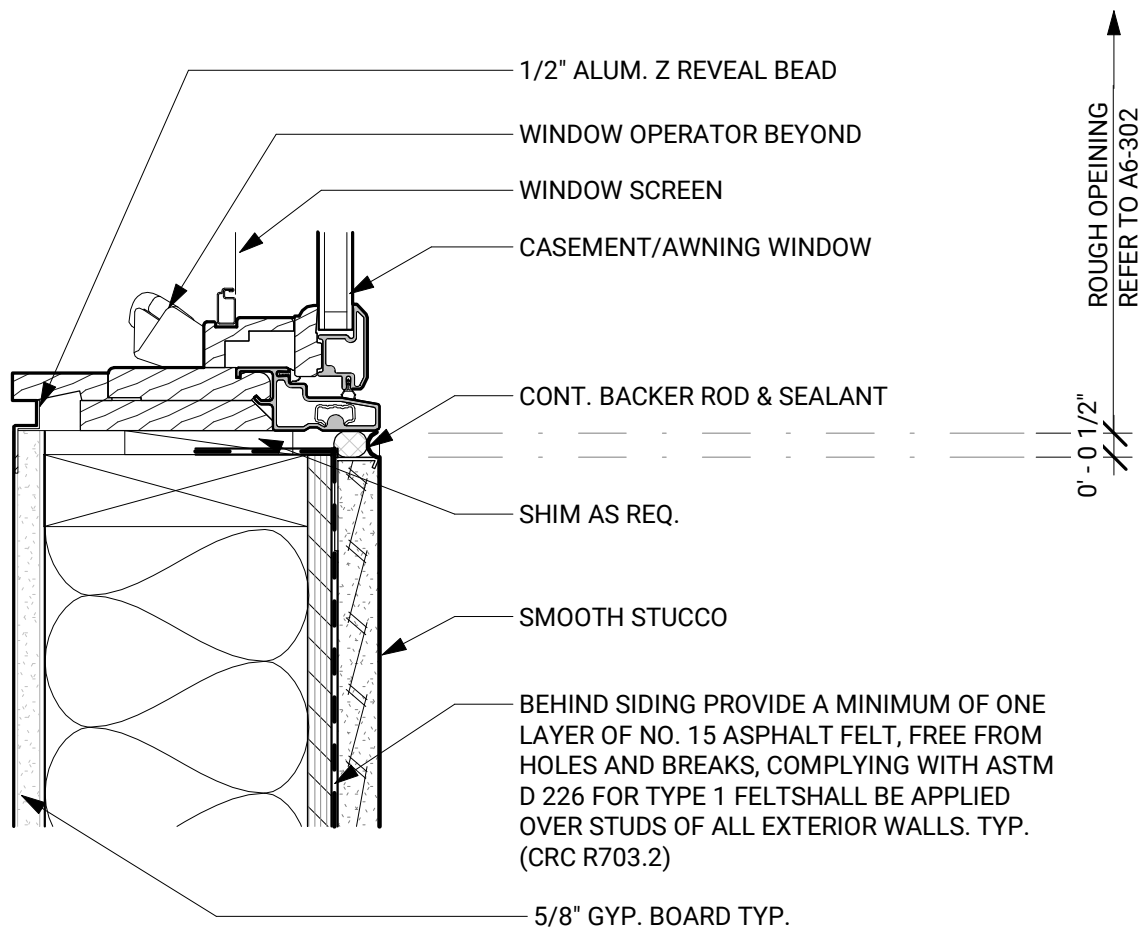 1/2" ALUM. Z REVEAL BEAD
WINDOW OPERATOR BEYOND
WINDOW SCREEN
CASEMENT/AWNING WINDOW
CONT. BACKER ROD & SEALANT
SHIM AS REQ.
SMOOTH STUCCO
BEHIND SIDING PROVIDE A MINIMUM OF ONE
LAYER OF NO. 15 ASPHALT FELT, FREE FROM
HOLES AND BREAKS, COMPLYING WITH ASTM
D 226 FOR TYPE 1 FELTSHALL BE APPLIED
OVER STUDS OF ALL EXTERIOR WALLS. TYP.
(CRC R703.2)
5/8" GYP. BOARD TYP.
ROUGH OPEINING
REFER TO A6-302
0' - 0 1/2"